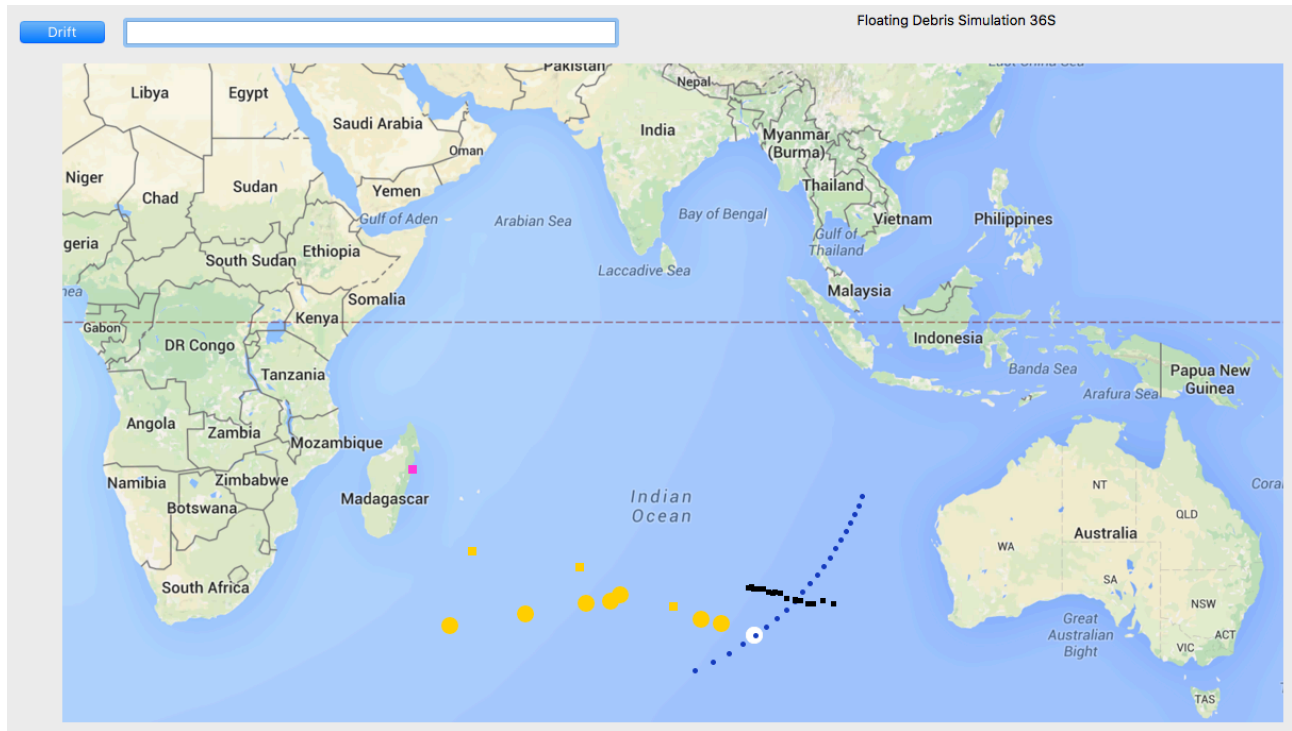 Drift
Floating Debris Simulation 36S
Pakistan
East China Sea
Nepal
Libya
Egypt
Saudi Arabia
Oman
India
Myanmar
(Burma)
Niger
Chad
Sudan
Yemen
Thailand
Gulf of Aden
Arabian Sea
Bay of Bengal
Vietnam
Philippines
geria
Ethiopia
Gulf of
Thailand
South Sudan
Laccadive Sea
Somalia
Malaysia
nea
Kenya
Gabon
DR Congo
Indonesia
Tanzania
Banda Sea
Papua New
Guinea
Arafura Sea
Angola
Zambia
Mozambique
Namibia
Zimbabwe
Botswana
Madagascar
Indian
Ocean
NT
Cora
QLD
Australia
WA
South Africa
SA
NSW
Great
Australian
Bight
ACT
VIC
TAS